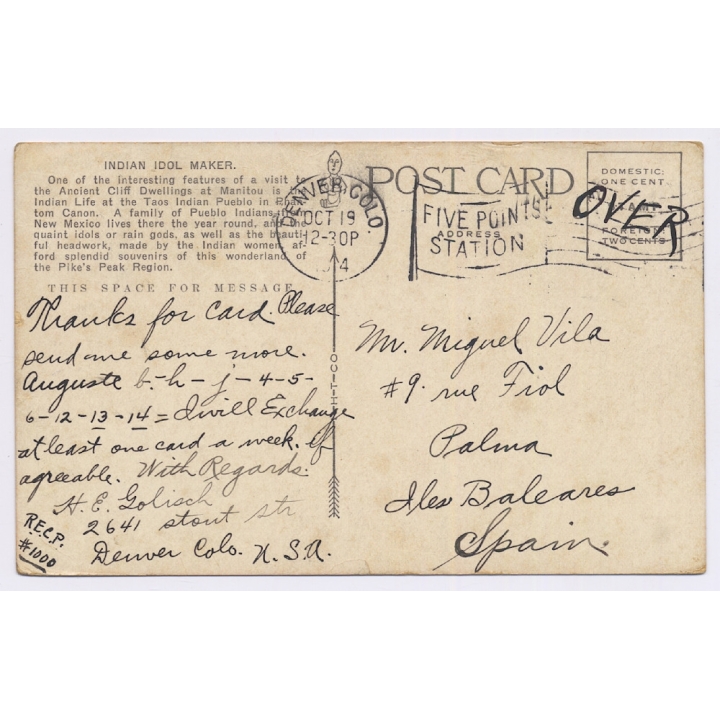 INDIAN IDOL MAKER.
One of the interesting features of a visit to
the Ancient Cliff Dwellings at Manitou is the
Indian Life at the Taos Indian Pueblo in Phan-
tom Canon. A family of Pueblo Indians from
New Mexico lives there the year round, and the
quaint idols or rain gods, as well as the beauti-
ful headwork, made by the Indian women, af-
ford splendid souvenirs of this wonderland of
the Pike's Peak Region.
THIS SPACE FOR MESSAGE
Thanks for card. Please
send me some more.
Auguste b-h-j-4-5-
6-12-13-14= I will Exchange
at least one card a week. if
agreeable. With Regards:
H. E. Golisch
2641 stout str
Denver Colo. U.S.A.
R.E.C.P.
#1000
DENVER, COLO.
OCT 19
12-30P
H-T-CO
POST CARD
FIVE POINTS
ADDRESS
STATION
DOMESTIC:
ONE CENT
STAMP
FOREIGN:
TWO CENTS
OVER
Mr. Miguel Vila
#9. rue Fiol
Palma
Iles Baleares
Spain.